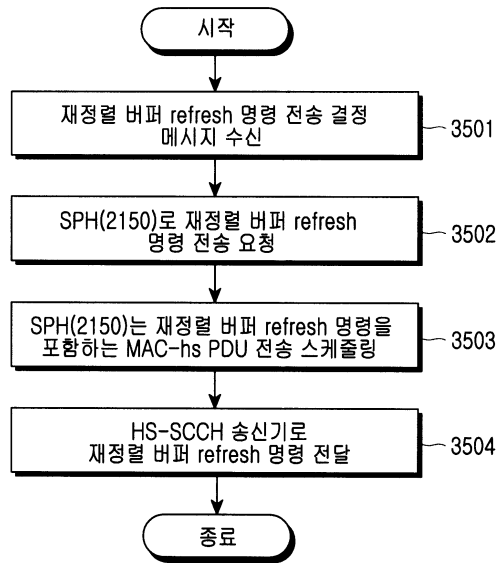 시작
재정렬 버퍼 refresh 명령 전송 결정
메시지 수신
3501
SPH(2150)로 재정렬 버퍼 refresh
명령 전송 요청
3502
SPH(2150)는 재정렬 버퍼 refresh 명령을
포함하는 MAC-hs PDU 전송 스케줄링
3503
HS-SCCH 송신기로
재정렬 버퍼 refresh 명령 전달
3504
종료